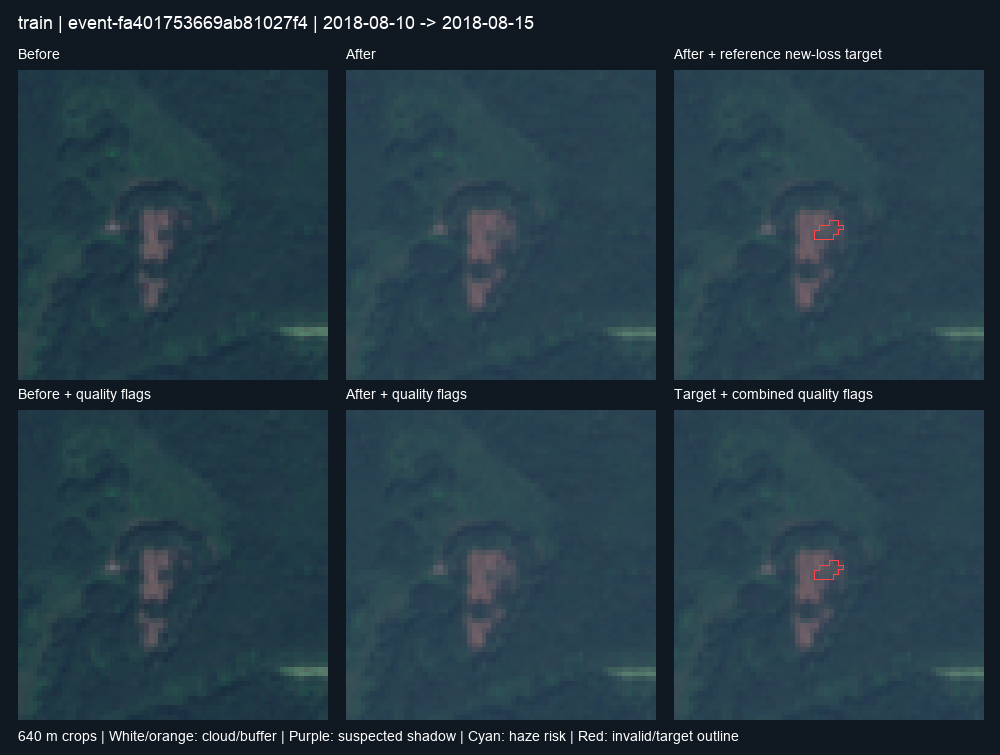 train | event-fa401753669ab81027f4 | 2018-08-10 -> 2018-08-15
Before
After
After + reference new-loss target
Before + quality flags
After + quality flags
Target + combined quality flags
640 m crops | White/orange: cloud/buffer | Purple: suspected shadow | Cyan: haze risk | Red: invalid/target outline